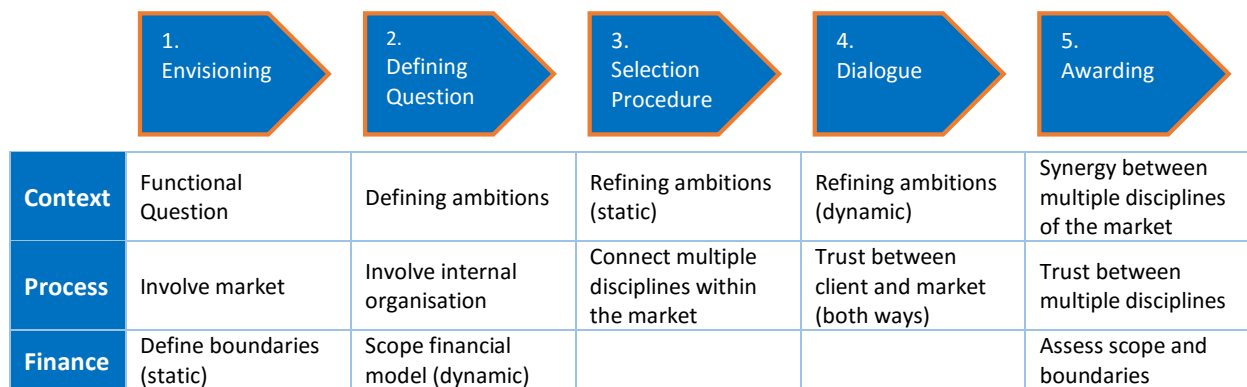 1.
Envisioning
2.
Defining
Question
3.
Selection
Procedure
4.
Dialogue
5.
Awarding
Context
Functional
Question
Defining ambitions
Refining ambitions
(static)
Refining ambitions
(dynamic)
Synergy between
multiple disciplines
of the market
Process
Involve market
Involve internal
organisation
Connect multiple
disciplines within
the market
Trust between
client and market
(both ways)
Trust between
multiple disciplines
Finance
Define boundaries
(static)
Scope financial
model (dynamic)
Assess scope and
boundaries